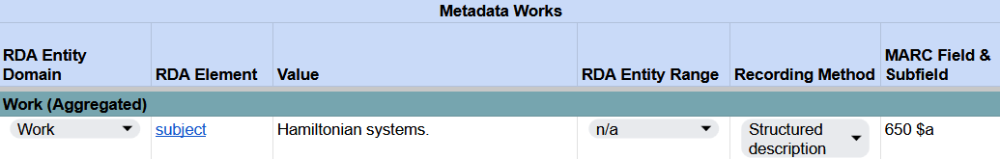 Metadata Works
RDA Entity Domain RDA Element Value RDA Entity Range Recording Method MARC Field & Subfield
Work (Aggregated)
Work subject Hamiltonian systems. n/a Structured description 650 $a